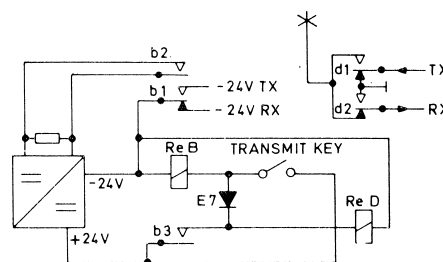 b2
d1
TX
-24V TX
b1
-24V RX
d2
RX
Re B
TRANSMIT KEY
-24V
E7
Re D
+24V
b3